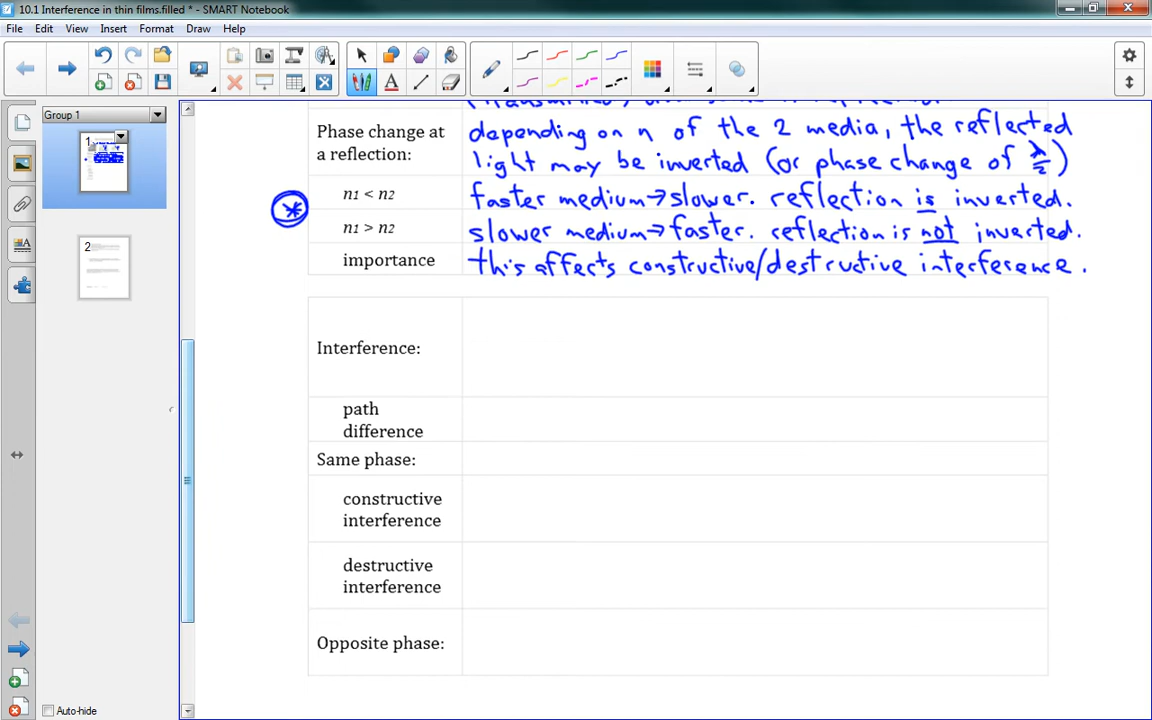 10.1 Interference in thin films.filled * - SMART Notebook
File Edit View Insert Format Draw Help
Group 1
1
2
Auto-hide
Phase change at
a reflection:
depending on n of the 2 media, the reflected
light may be inverted (or phase change of λ/2)
n1 < n2
faster medium→slower. reflection is inverted.
n1 > n2
slower medium→faster. reflection is not inverted.
importance
this affects constructive/destructive interference.
Interference:
path
difference
Same phase:
constructive
interference
destructive
interference
Opposite phase: